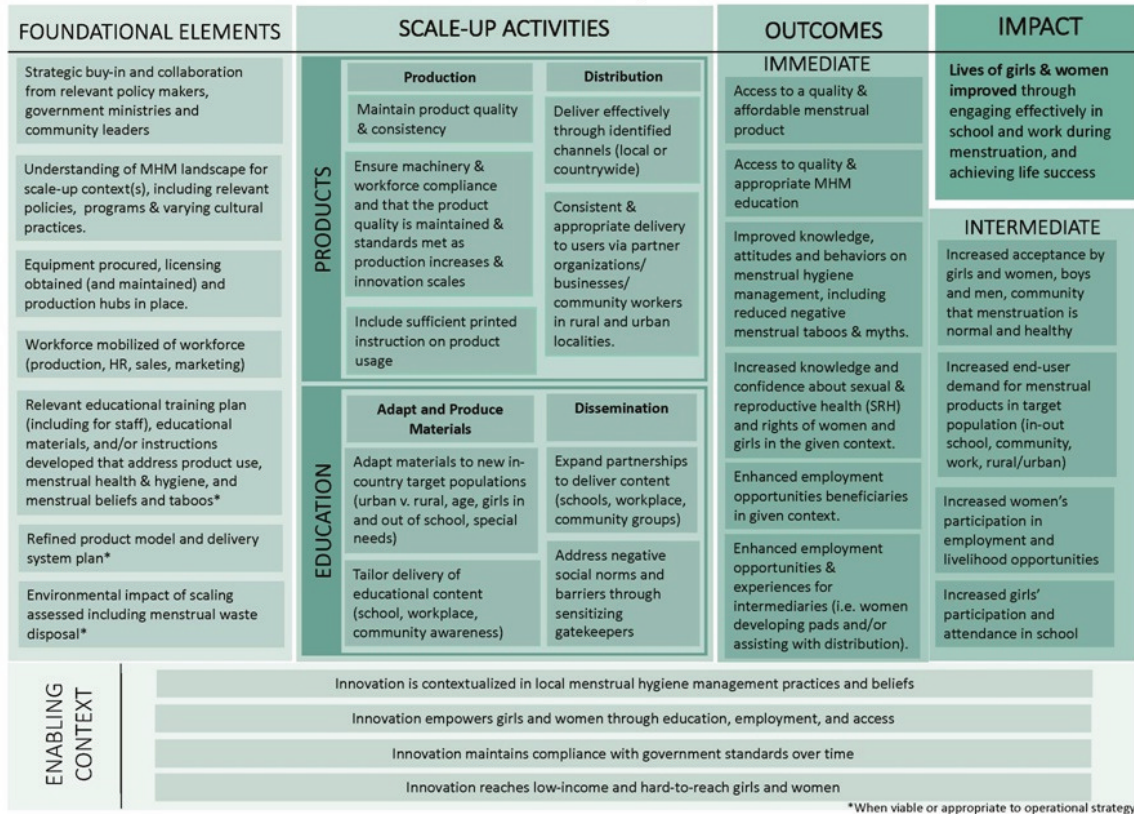 FOUNDATIONAL ELEMENTS
Strategic buy-in and collaboration
from relevant policy makers,
government ministries and
community leaders
Understanding of MHM landscape for
scale-up context(s), including relevant
policies, programs & varying cultural
practices.
Equipment procured, licensing
obtained (and maintained) and
production hubs in place.
Workforce mobilized of workforce
(production, HR, sales, marketing)
Relevant educational training plan
(including for staff), educational
materials, and/or instructions
developed that address product use,
menstrual health & hygiene, and
menstrual beliefs and taboos*
Refined product model and delivery
system plan*
Environmental impact of scaling
assessed including menstrual waste
disposal*
SCALE-UP ACTIVITIES
PRODUCTS
Production
Maintain product quality
& consistency
Ensure machinery &
workforce compliance
and that the product
quality is maintained &
standards met as
production increases &
innovation scales
Include sufficient printed
instruction on product
usage
Distribution
Deliver effectively
through identified
channels (local or
countrywide)
Consistent &
appropriate delivery
to users via partner
organizations/
businesses/
community workers
in rural and urban
localities.
EDUCATION
Adapt and Produce
Materials
Adapt materials to new in-
country target populations
(urban v. rural, age, girls in
and out of school, special
needs)
Tailor delivery of
educational content
(school, workplace,
community awareness)
Dissemination
Expand partnerships
to deliver content
(schools, workplace,
community groups)
Address negative
social norms and
barriers through
sensitizing
gatekeepers
OUTCOMES
IMMEDIATE
Access to a quality &
affordable menstrual
product
Access to quality &
appropriate MHM
education
Improved knowledge,
attitudes and behaviors on
menstrual hygiene
management, including
reduced negative
menstrual taboos & myths.
Increased knowledge and
confidence about sexual &
reproductive health (SRH)
and rights of women and
girls in the given context.
Enhanced employment
opportunities beneficiaries
in given context.
Enhanced employment
opportunities &
experiences for
intermediaries (i.e. women
developing pads and/or
assisting with distribution).
IMPACT
Lives of girls & women
improved through
engaging effectively in
school and work during
menstruation, and
achieving life success
INTERMEDIATE
Increased acceptance by
girls and women, boys
and men, community
that menstruation is
normal and healthy
Increased end-user
demand for menstrual
products in target
population (in-out
school, community,
work, rural/urban)
Increased women's
participation in
employment and
livelihood opportunities
Increased girls'
participation and
attendance in school
ENABLING
CONTEXT
Innovation is contextualized in local menstrual hygiene management practices and beliefs
Innovation empowers girls and women through education, employment, and access
Innovation maintains compliance with government standards over time
Innovation reaches low-income and hard-to-reach girls and women
*When viable or appropriate to operational strategy